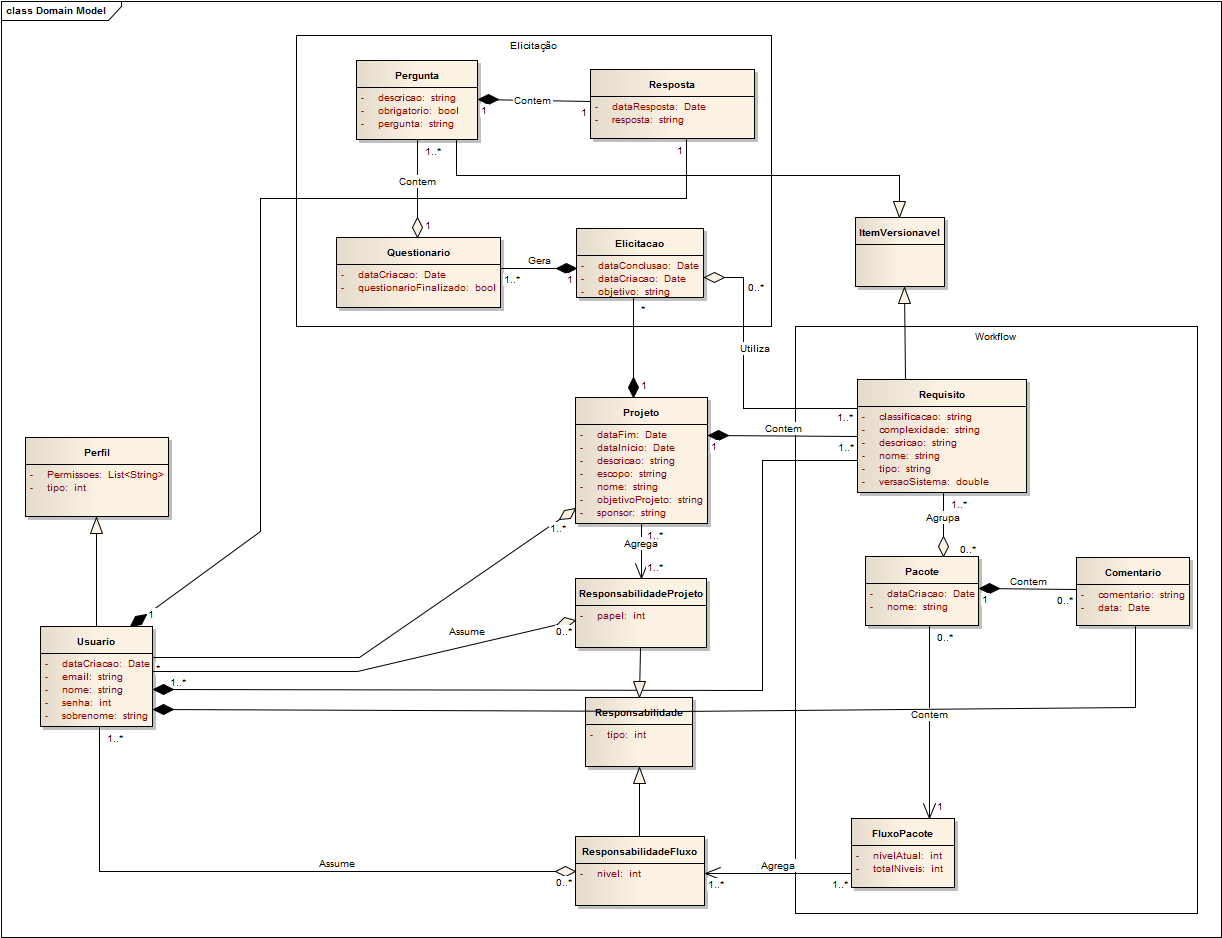 class Domain Model
Elicitação
Pergunta
- descricao: string
- obrigatorio: bool
- pergunta: string
Contem
1
1
Resposta
- dataResposta: Date
- resposta: string
1
1..*
Contem
1
Questionario
- dataCriacao: Date
- questionarioFinalizado: bool
Gera
1..*
1
Elicitacao
- dataConclusao: Date
- dataCriacao: Date
- objetivo: string
*
0..*
Utiliza
1..*
ItemVersionavel
Workflow
Requisito
- classificacao: string
- complexidade: string
- descricao: string
- nome: string
- tipo: string
- versaoSistema: double
1
Projeto
- dataFim: Date
- dataInicio: Date
- descricao: string
- escopo: string
- nome: string
- objetivoProjeto: string
- sponsor: string
Contem
1
1..*
Perfil
- Permissoes: List<String>
- tipo: int
1..*
1..*
Agrega
1..*
1..*
Agrupa
0..*
ResponsabilidadeProjeto
- papel: int
Pacote
- dataCriacao: Date
- nome: string
Contem
1
0..*
Comentario
- comentario: string
- data: Date
1
Assume
0..*
0..*
Usuario
- dataCriacao: Date
- email: string
- nome: string
- senha: int
- sobrenome: string
*
1..*
1..*
Responsabilidade
- tipo: int
Contem
1
FluxoPacote
- nivelAtual: int
- totalNiveis: int
Assume
0..*
ResponsabilidadeFluxo
- nivel: int
Agrega
1..*
1..*